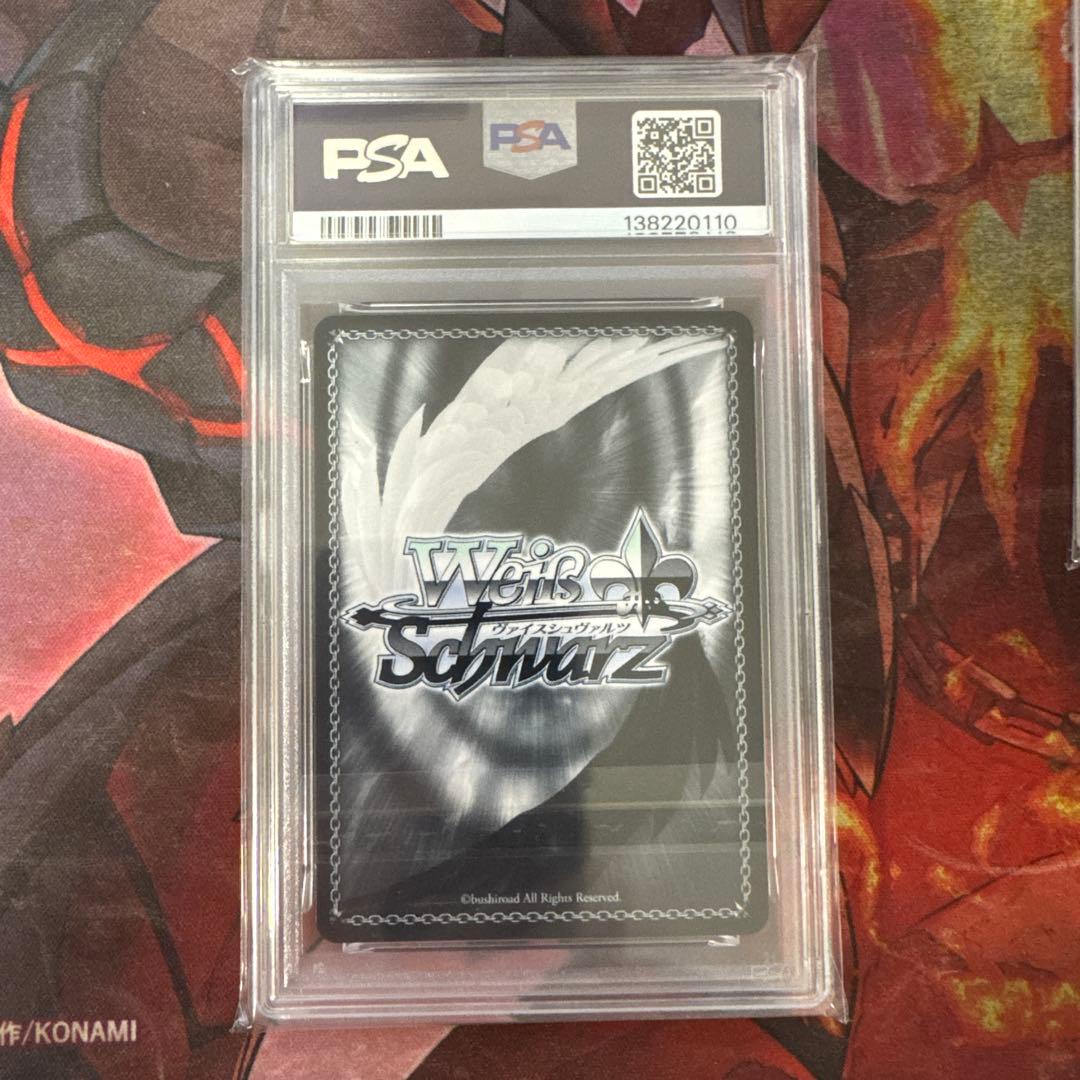 PSA
PSA
138220110
Weiß
ヴァイスシュヴァルツ
Schwarz
©bushiroad All Rights Reserved.
PSA
作/KONAMI